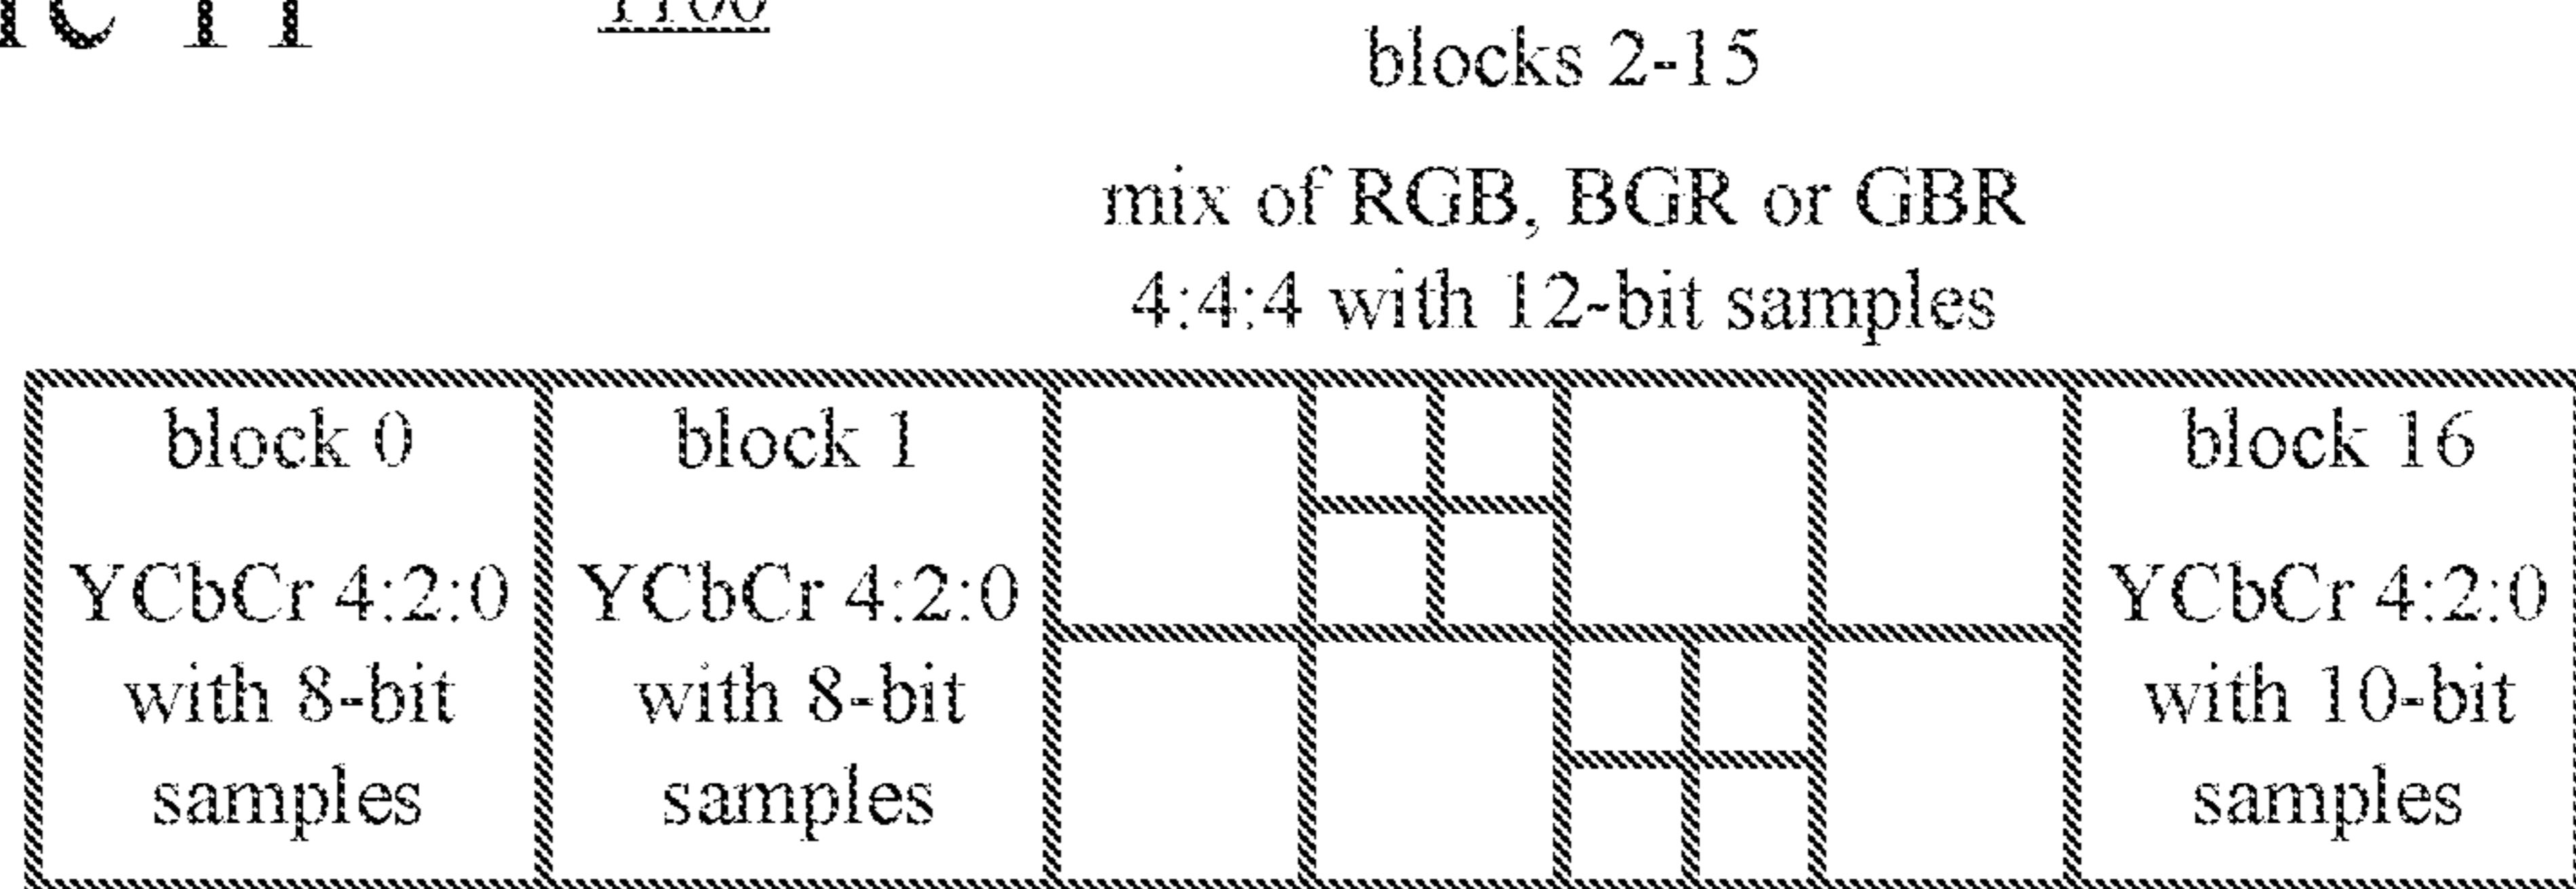 11
1100
blocks 2-15
mix of RGB, BGR or GBR
4:4:4 with 12-bit samples
block 0
YCbCr 4:2:0
with 8-bit
samples
block 1
YCbCr 4:2:0
with 8-bit
samples
block 16
YCbCr 4:2:0
with 10-bit
samples